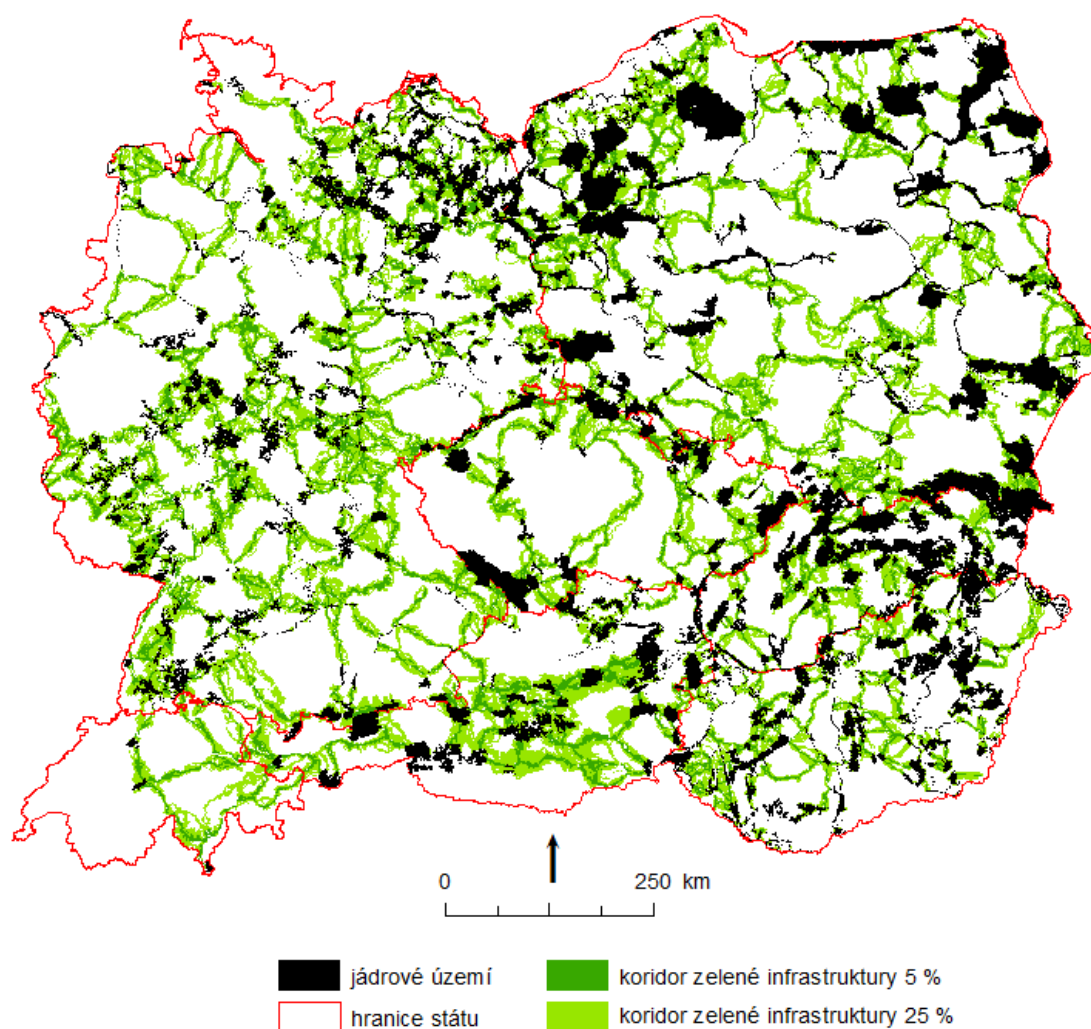 0 250 km
jádrové území
koridor zelené infrastruktury 5 %
hranice státu
koridor zelené infrastruktury 25 %